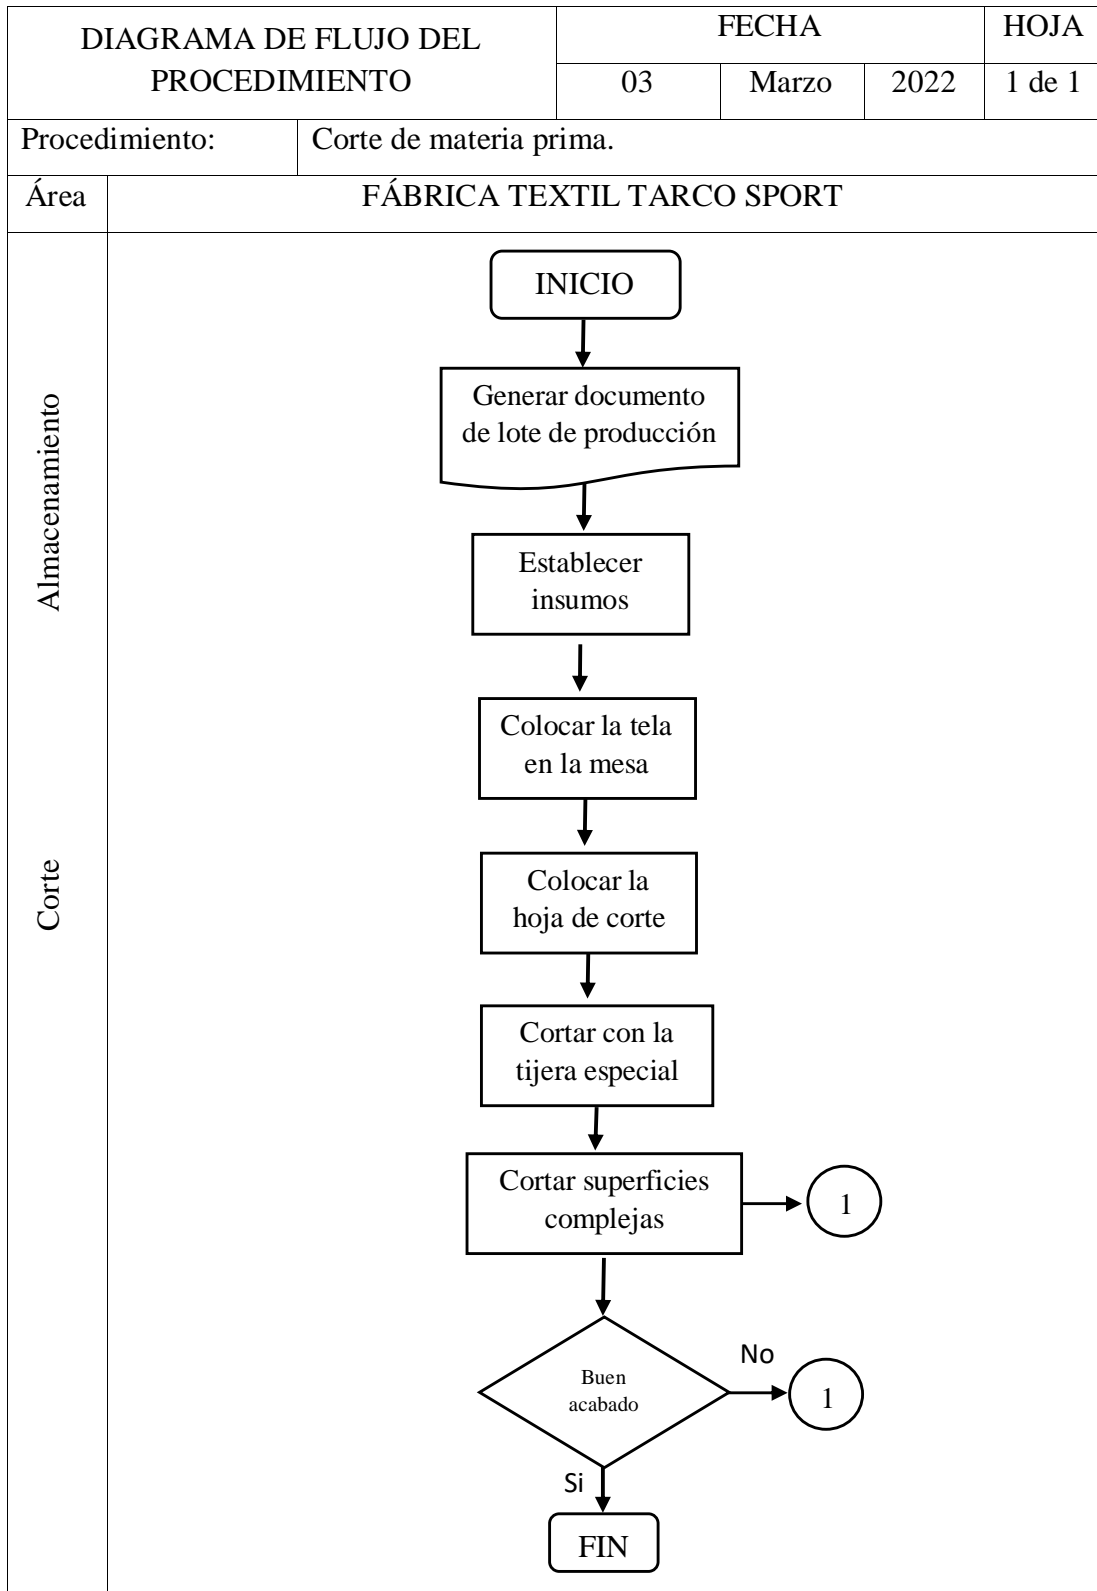 DIAGRAMA DE FLUJO DEL
PROCEDIMIENTO
FECHA
HOJA
03
Marzo
2022
1 de 1
Procedimiento:
Corte de materia prima.
Área
FÁBRICA TEXTIL TARCO SPORT
Almacenamiento
Corte
INICIO
Generar documento
de lote de producción
Establecer
insumos
Colocar la tela
en la mesa
Colocar la
hoja de corte
Cortar con la
tijera especial
Cortar superficies
complejas
1
Buen
acabado
No
1
Si
FIN